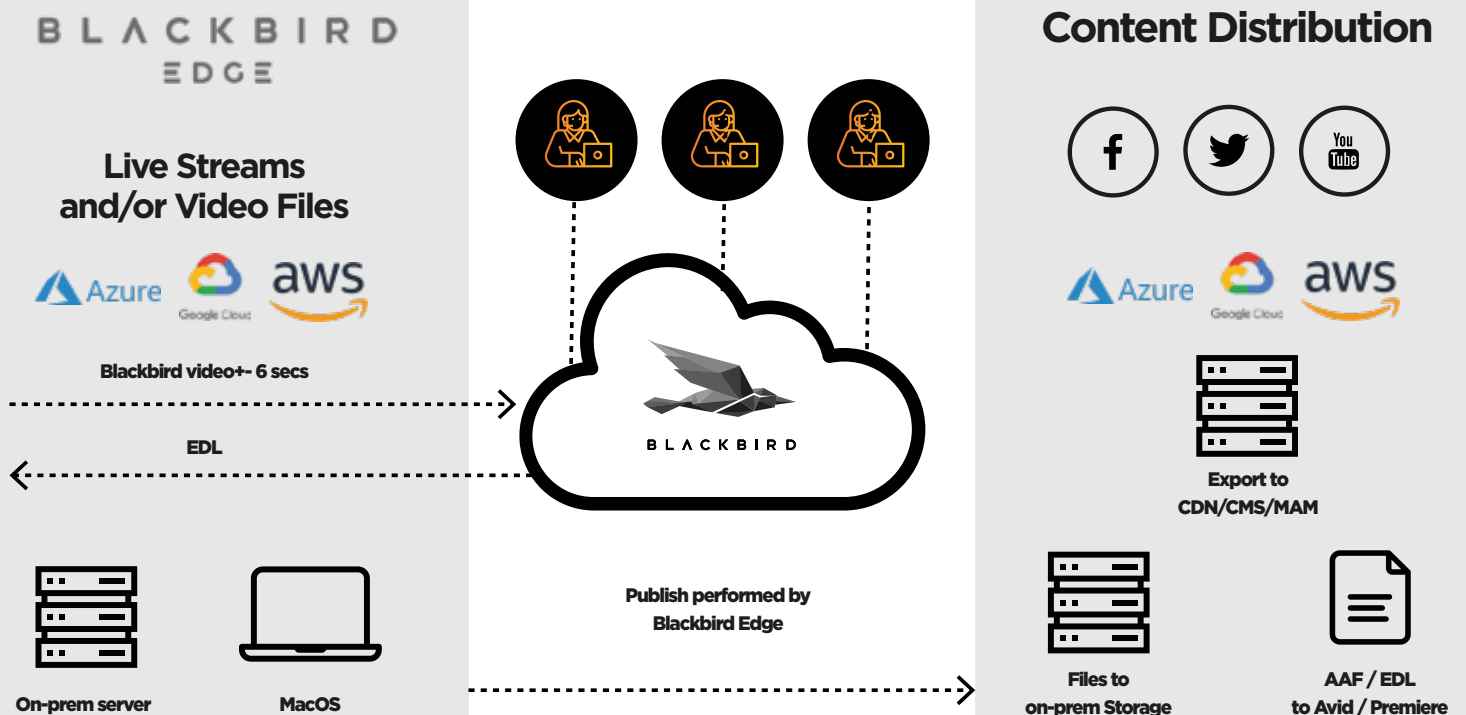 BLACKBIRD
EDGE
Live Streams
and/or Video Files
Azure
Google Cloud
aws
Blackbird video+- 6 secs
EDL
On-prem server
MacOS
BLACKBIRD
Publish performed by
Blackbird Edge
Content Distribution
f
You
Tube
Azure
Google Cloud
aws
Export to
CDN/CMS/MAM
Files to
on-prem Storage
AAF / EDL
to Avid / Premiere